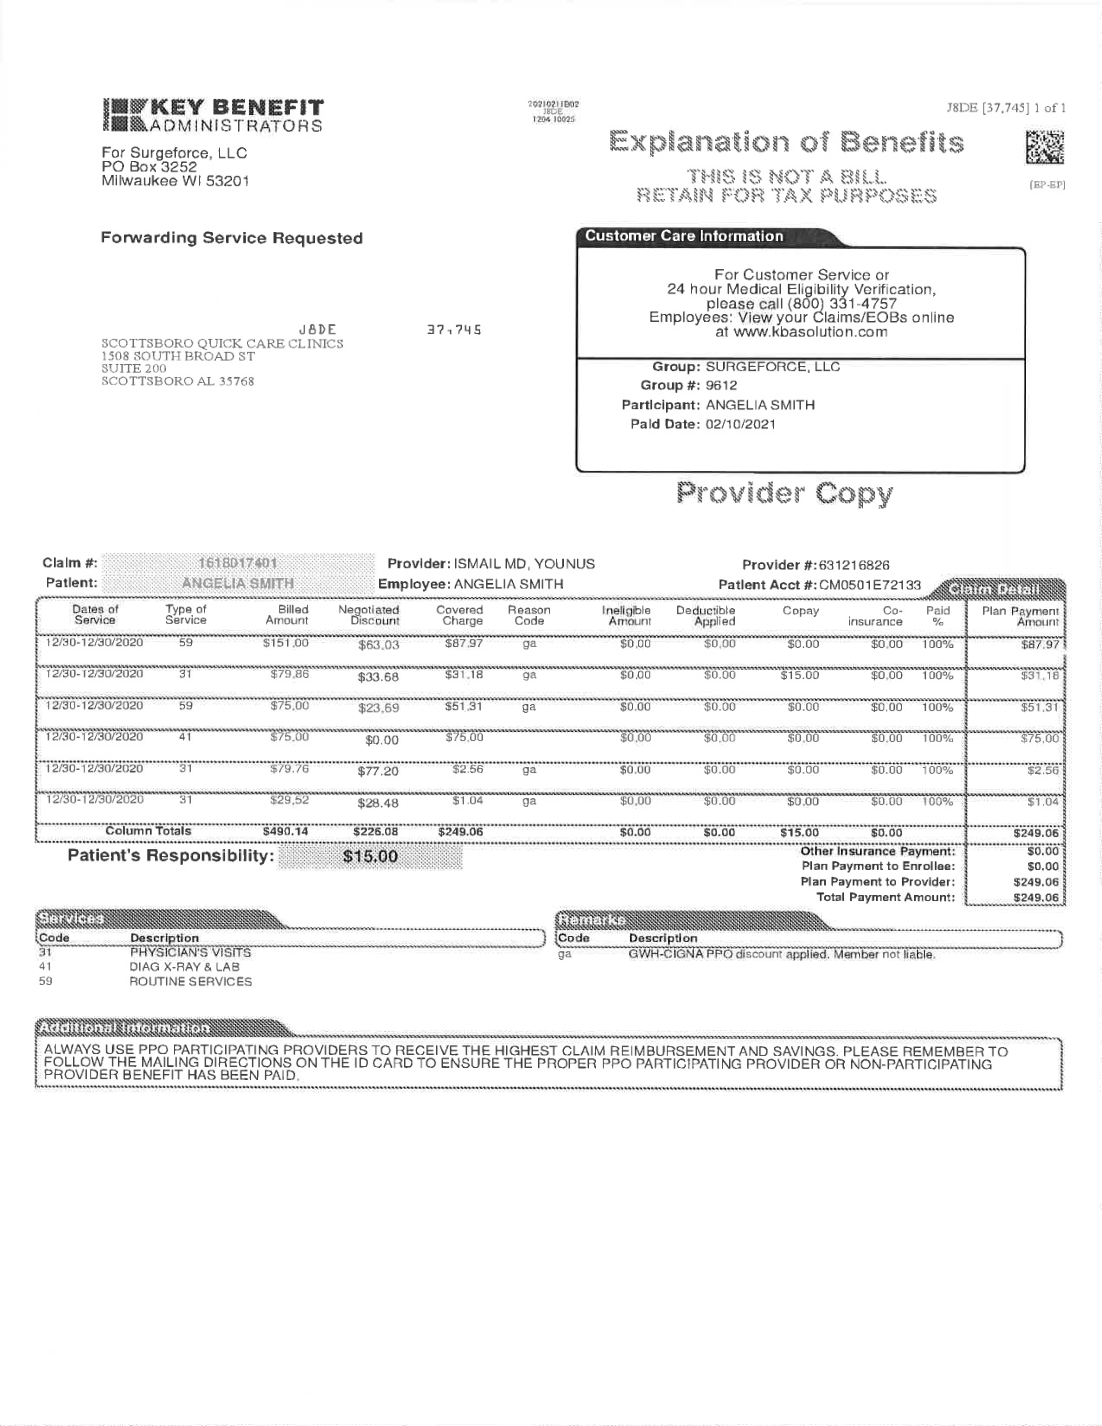 KEY BENEFIT
ADMINISTRATORS
For Surgeforce, LLC
PO Box 3252
Milwaukee WI 53201
20210211B02
J8DE
1204 10025
J8DE [37,745] 1 of 1
Explanation of Benefits
THIS IS NOT A BILL
RETAIN FOR TAX PURPOSES
[EP-EP]
Forwarding Service Requested
J8DE 37,745
SCOTTSBORO QUICK CARE CLINICS
1508 SOUTH BROAD ST
SUITE 200
SCOTTSBORO AL 35768
Customer Care Information
For Customer Service or
24 hour Medical Eligibility Verification,
please call (800) 331-4757
Employees: View your Claims/EOBs online
at www.kbasolution.com
Group: SURGEFORCE, LLC
Group #: 9612
Participant: ANGELIA SMITH
Paid Date: 02/10/2021
Provider Copy
Claim #: 1618D17401 Provider: ISMAIL MD, YOUNUS Provider #: 631216826
Patient: ANGELIA SMITH Employee: ANGELIA SMITH Patient Acct #: CM0501E72133 Claim Detail
Dates of Service Type of Service Billed Amount Negotiated Discount Covered Charge Reason Code Ineligible Amount Deductible Applied Copay Co-insurance Paid % Plan Payment Amount
12/30-12/30/2020 59 $151.00 $63.03 $87.97 ga $0.00 $0.00 $0.00 $0.00 100% $87.97
12/30-12/30/2020 31 $79.86 $33.68 $31.18 ga $0.00 $0.00 $15.00 $0.00 100% $31.18
12/30-12/30/2020 59 $75.00 $23.69 $51.31 ga $0.00 $0.00 $0.00 $0.00 100% $51.31
12/30-12/30/2020 41 $75.00 $0.00 $75.00 $0.00 $0.00 $0.00 $0.00 100% $75.00
12/30-12/30/2020 31 $79.76 $77.20 $2.56 ga $0.00 $0.00 $0.00 $0.00 100% $2.56
12/30-12/30/2020 31 $29.52 $28.48 $1.04 ga $0.00 $0.00 $0.00 $0.00 100% $1.04
Column Totals $490.14 $226.08 $249.06 $0.00 $0.00 $15.00 $0.00 $249.06
Patient's Responsibility: $15.00
Other Insurance Payment: $0.00
Plan Payment to Enrollee: $0.00
Plan Payment to Provider: $249.06
Total Payment Amount: $249.06
Services
Code Description
31 PHYSICIAN'S VISITS
41 DIAG X-RAY & LAB
59 ROUTINE SERVICES
Remarks
Code Description
ga GWH-CIGNA PPO discount applied. Member not liable.
Additional Information
ALWAYS USE PPO PARTICIPATING PROVIDERS TO RECEIVE THE HIGHEST CLAIM REIMBURSEMENT AND SAVINGS. PLEASE REMEMBER TO
FOLLOW THE MAILING DIRECTIONS ON THE ID CARD TO ENSURE THE PROPER PPO PARTICIPATING PROVIDER OR NON-PARTICIPATING
PROVIDER BENEFIT HAS BEEN PAID.